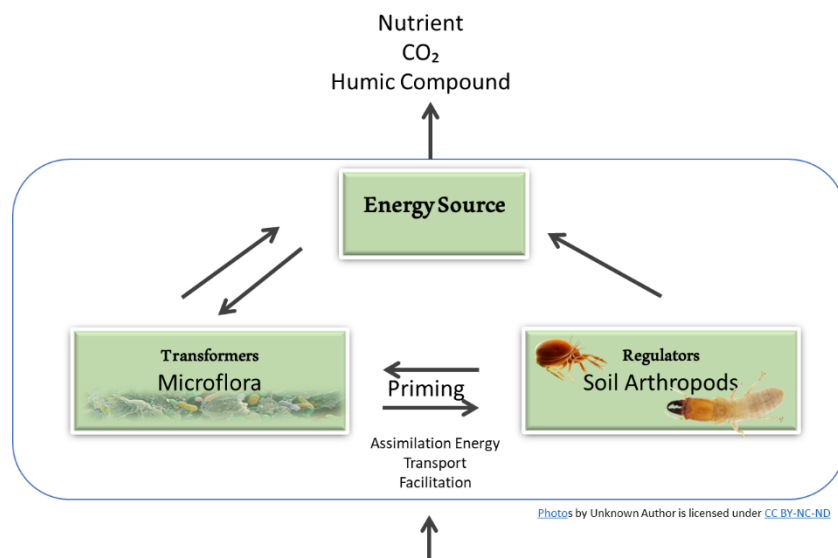 Nutrient
CO₂
Humic Compound
Energy Source
Transformers
Microflora
Regulators
Soil Arthropods
Priming
Assimilation Energy
Transport
Facilitation
Photos by Unknown Author is licensed under CC BY-NC-ND